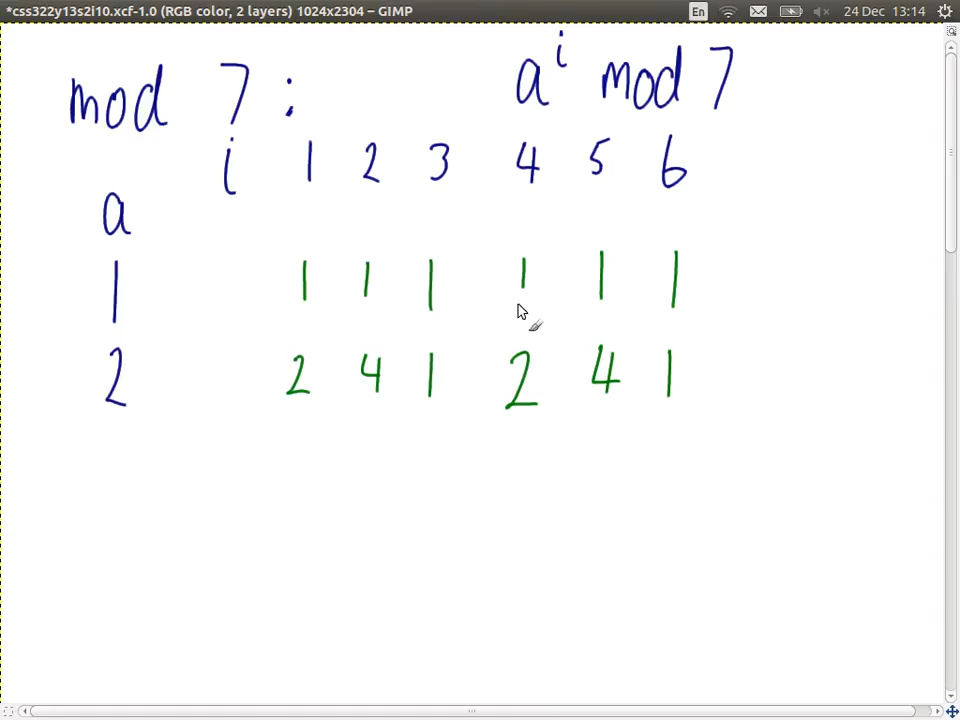 *css322y13s2i10.xcf-1.0 (RGB color, 2 layers) 1024x2304 – GIMP En 24 Dec 13:14
mod 7 : aⁱ mod 7
i 1 2 3 4 5 6
a
1 1 1 1 1 1 1
2 2 4 1 2 4 1